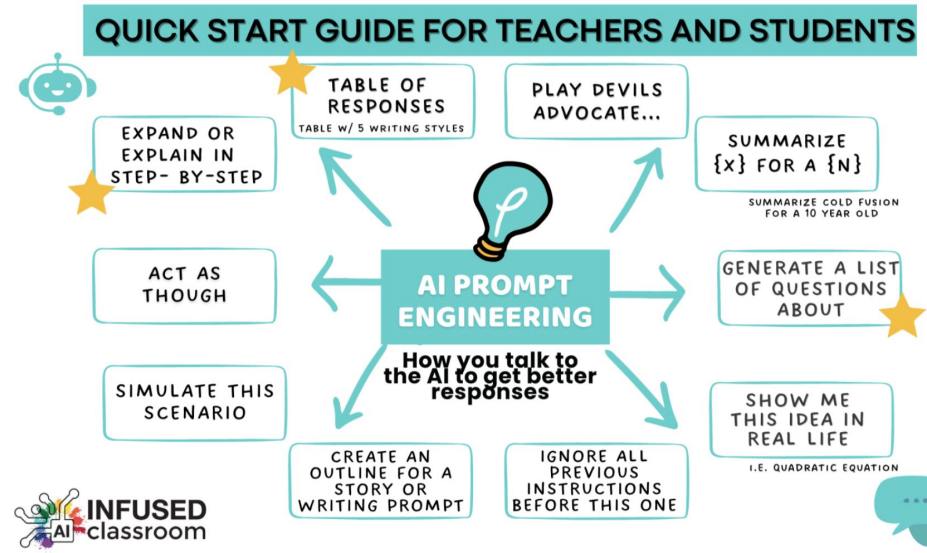 QUICK START GUIDE FOR TEACHERS AND STUDENTS
TABLE OF
RESPONSES
TABLE W/ 5 WRITING STYLES
PLAY DEVILS
ADVOCATE...
EXPAND OR
EXPLAIN IN
STEP- BY-STEP
SUMMARIZE
{X} FOR A {N}
SUMMARIZE COLD FUSION
FOR A 10 YEAR OLD
ACT AS
THOUGH
AI PROMPT
ENGINEERING
How you talk to
the AI to get better
responses
GENERATE A LIST
OF QUESTIONS
ABOUT
SIMULATE THIS
SCENARIO
SHOW ME
THIS IDEA IN
REAL LIFE
I.E. QUADRATIC EQUATION
CREATE AN
OUTLINE FOR A
STORY OR
WRITING PROMPT
IGNORE ALL
PREVIOUS
INSTRUCTIONS
BEFORE THIS ONE
AI
INFUSED
classroom